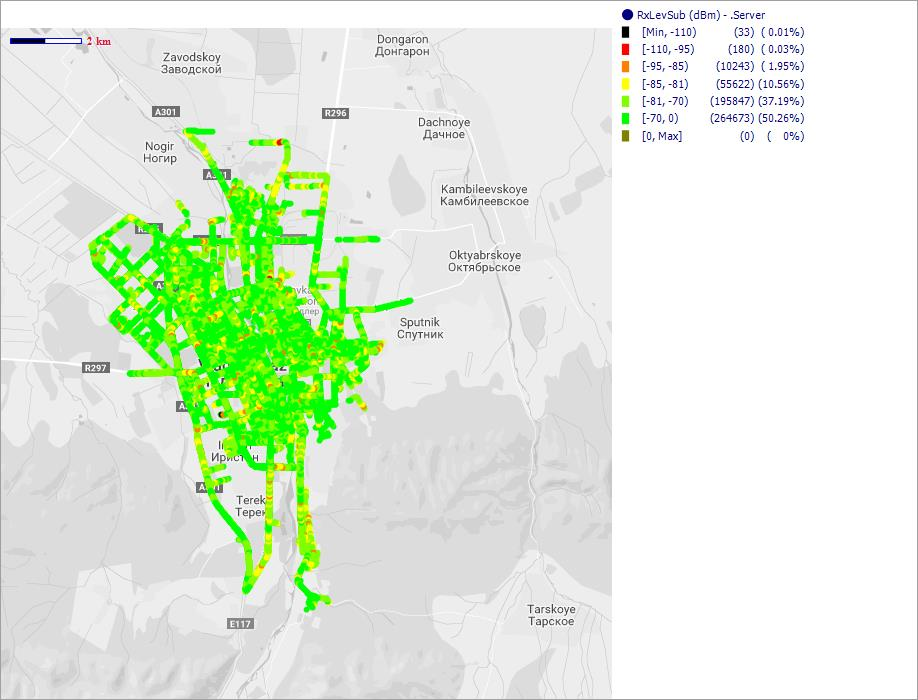 RxLevSub (dBm) - .Server
[Min, -110) (33) ( 0.01%)
[-110, -95) (180) ( 0.03%)
[-95, -85) (10243) ( 1.95%)
[-85, -81) (55622) (10.56%)
[-81, -70) (195847) (37.19%)
[-70, 0) (264673) (50.26%)
[0, Max] (0) ( 0%)
2 km
Dongaron
Донгарон
Zavodskoy
Заводской
A301
R296
Dachnoye
Дачное
Nogir
Ногир
Kambileevskoye
Камбилеевское
Oktyabrskoye
Октябрьское
Sputnik
Спутник
R297
Terek
Терек
E117
Tarskoye
Тарское